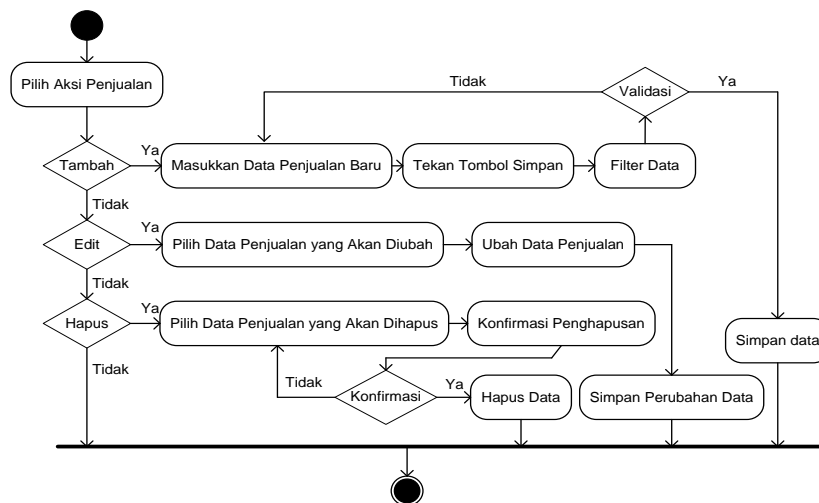 Pilih Aksi Penjualan
Tidak
Validasi
Ya
Tambah
Ya
Masukkan Data Penjualan Baru
Tekan Tombol Simpan
Filter Data
Tidak
Edit
Ya
Pilih Data Penjualan yang Akan Diubah
Ubah Data Penjualan
Tidak
Hapus
Ya
Pilih Data Penjualan yang Akan Dihapus
Konfirmasi Penghapusan
Simpan data
Tidak
Tidak
Konfirmasi
Ya
Hapus Data
Simpan Perubahan Data